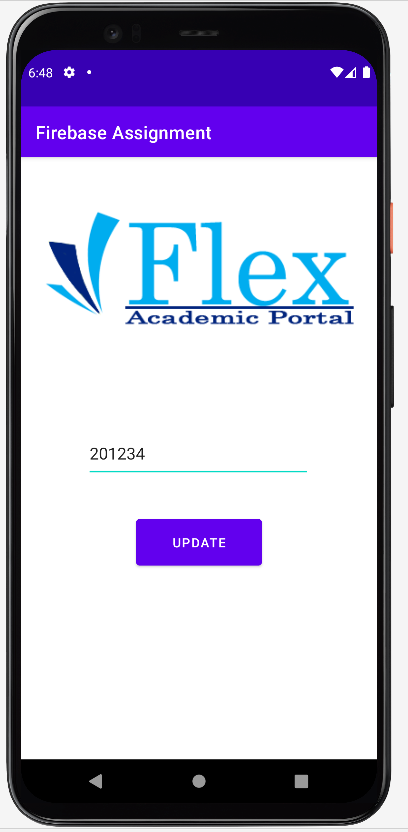 6:48
Firebase Assignment
Flex
Academic Portal
201234
UPDATE